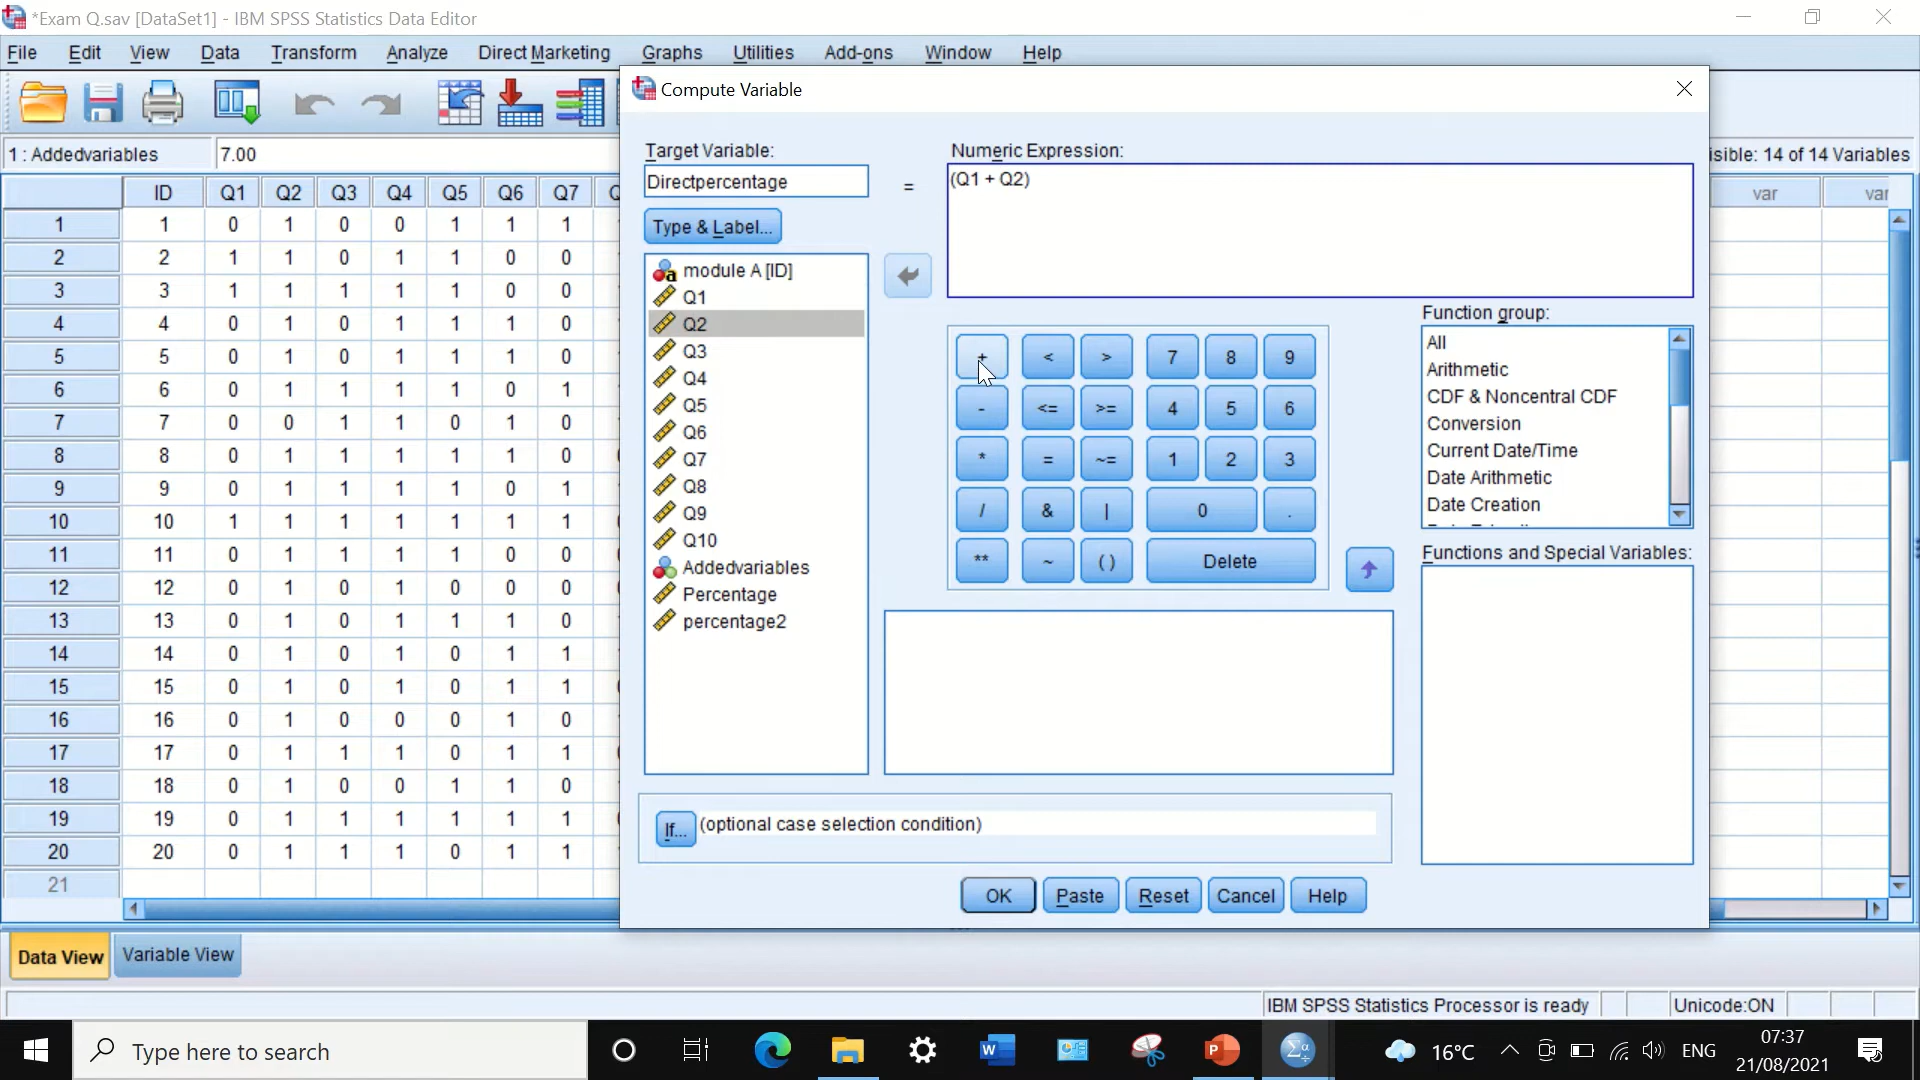 *Exam Q.sav [DataSet1] - IBM SPSS Statistics Data Editor
File Edit View Data Transform Analyze Direct Marketing Graphs Utilities Add-ons Window Help
1 : Addedvariables 7.00
isible: 14 of 14 Variables
ID Q1 Q2 Q3 Q4 Q5 Q6 Q7 var
1 1 0 1 0 0 1 1 1
2 2 1 1 0 1 1 0 0
3 3 1 1 1 1 1 0 0
4 4 0 1 0 1 1 1 0
5 5 0 1 0 1 1 1 0
6 6 0 1 1 1 1 0 1
7 7 0 0 1 1 0 1 0
8 8 0 1 1 1 1 1 0
9 9 0 1 1 1 1 0 1
10 10 1 1 1 1 1 1 1
11 11 0 1 1 1 1 0 0
12 12 0 1 0 1 0 0 0
13 13 0 1 0 1 1 1 0
14 14 0 1 0 1 0 1 1
15 15 0 1 0 1 0 1 1
16 16 0 1 0 0 0 1 0
17 17 0 1 1 1 0 1 1
18 18 0 1 0 0 1 1 0
19 19 0 1 1 1 1 1 1
20 20 0 1 1 1 0 1 1
21
Compute Variable
Target Variable:
Directpercentage
=
Numeric Expression:
(Q1 + Q2)
Type & Label...
module A [ID]
Q1
Q2
Q3
Q4
Q5
Q6
Q7
Q8
Q9
Q10
Addedvariables
Percentage
percentage2
+ < > 7 8 9
- <= >= 4 5 6
* = ~= 1 2 3
/ & | 0 .
** ~ () Delete
Function group:
All
Arithmetic
CDF & Noncentral CDF
Conversion
Current Date/Time
Date Arithmetic
Date Creation
Functions and Special Variables:
If... (optional case selection condition)
OK Paste Reset Cancel Help
Data View Variable View
IBM SPSS Statistics Processor is ready Unicode:ON
Type here to search
16°C ENG
07:37
21/08/2021